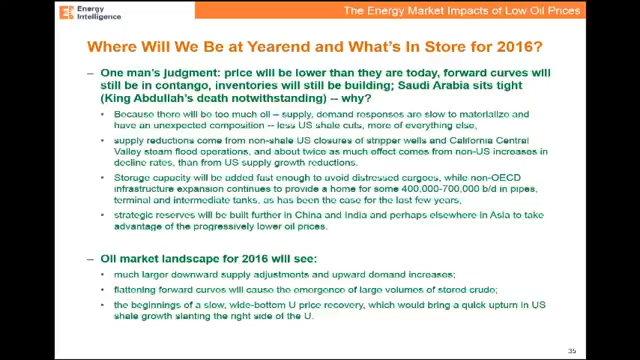 Energy
Intelligence
The Energy Market Impacts of Low Oil Prices
Where Will We Be at Yearend and What's In Store for 2016?
– One man's judgment: price will be lower than they are today, forward curves will
still be in contango, inventories will still be building; Saudi Arabia sits tight
(King Abdullah's death notwithstanding) -- why?
• Because there will be too much oil – supply, demand responses are slow to materialize and
have an unexpected composition -- less US shale cuts, more of everything else,
• supply reductions come from non-shale US closures of stripper wells and California Central
Valley steam flood operations, and about twice as much effect comes from non-US increases in
decline rates, than from US supply growth reductions.
• Storage capacity will be added fast enough to avoid distressed cargoes, while non-OECD
infrastructure expansion continues to provide a home for some 400,000-700,000 b/d in pipes,
terminal and intermediate tanks, as has been the case for the last few years,
• strategic reserves will be built further in China and India and perhaps elsewhere in Asia to take
advantage of the progressively lower oil prices.
– Oil market landscape for 2016 will see:
• much larger downward supply adjustments and upward demand increases;
• flattening forward curves will cause the emergence of large volumes of stored crude;
• the beginnings of a slow, wide-bottom U price recovery, which would bring a quick upturn in US
shale growth slanting the right side of the U.
35